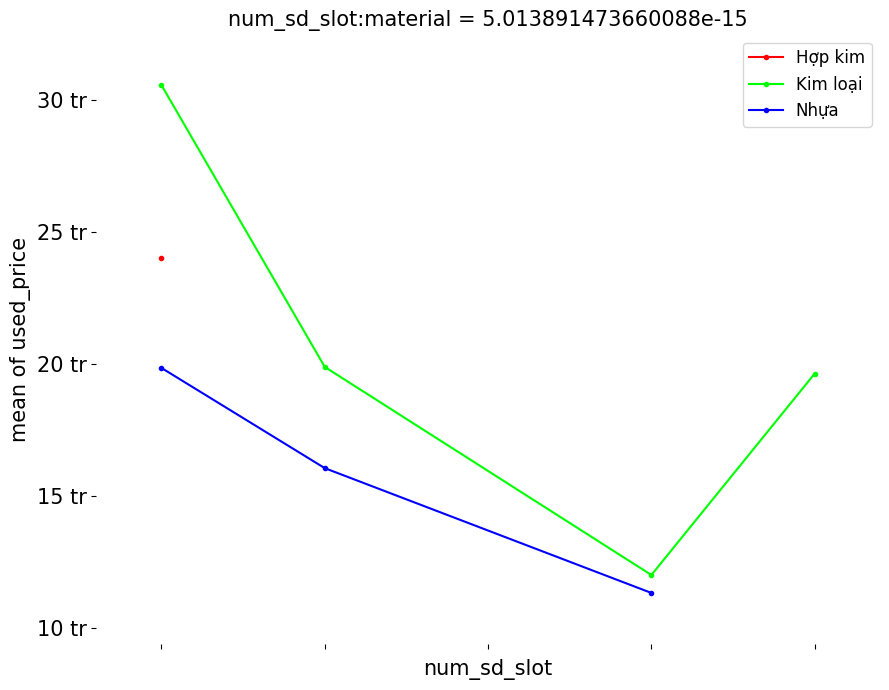 num_sd_slot:material = 5.013891473660088e-15
Hợp kim
Kim loại
Nhựa
30 tr
25 tr
20 tr
15 tr
10 tr
mean of used_price
num_sd_slot